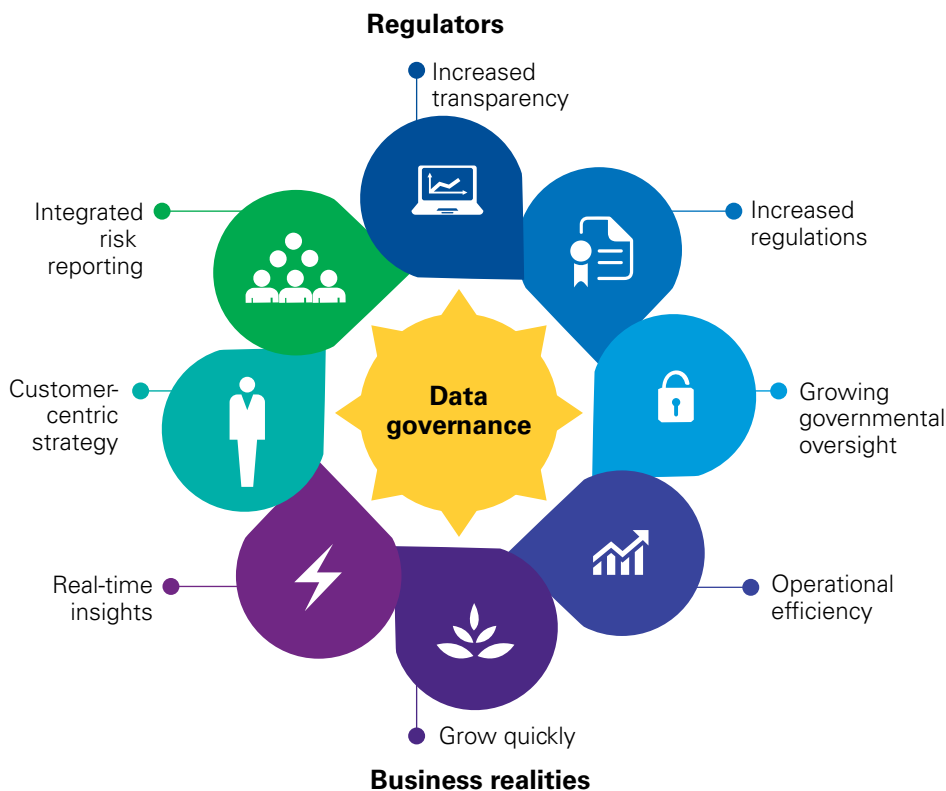 Regulators
Increased
transparency
Increased
regulations
Growing
governmental
oversight
Operational
efficiency
Grow quickly
Real-time
insights
Customer-
centric
strategy
Integrated
risk
reporting
Data
governance
Business realities